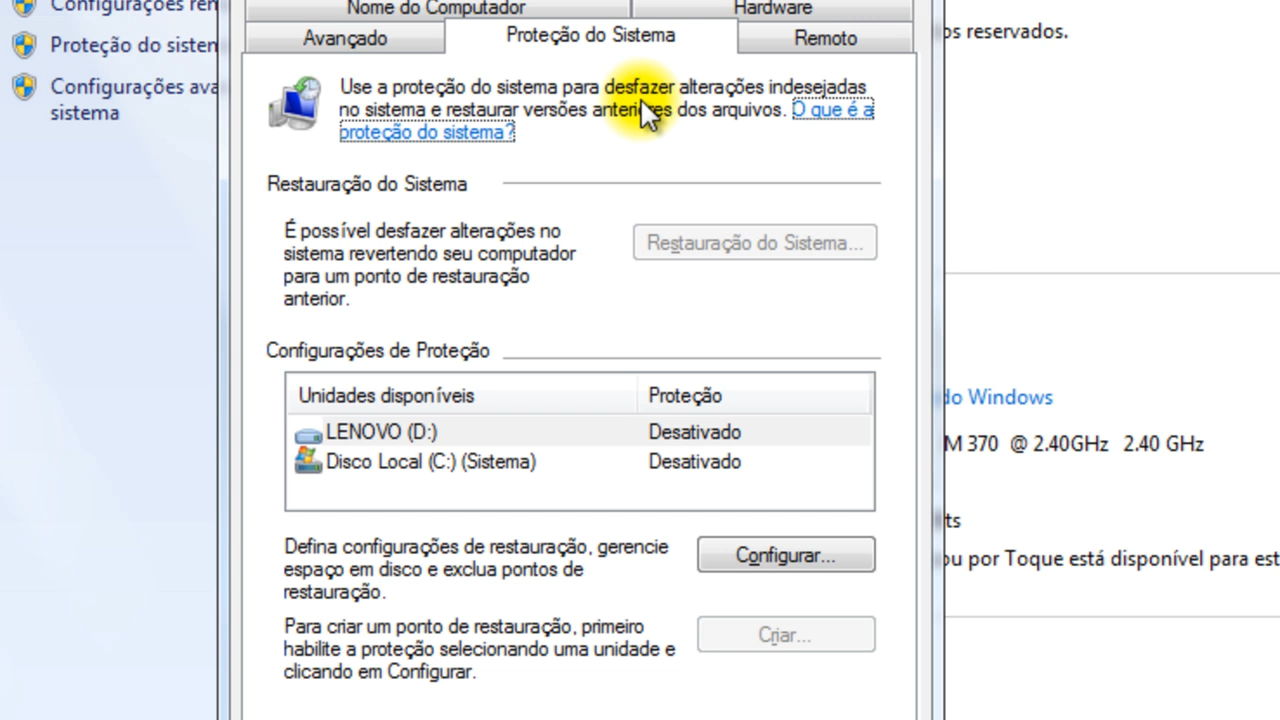 Configurações
Proteção do
Configurações
sistema
Nome do Computador
Hardware
Avançado
Proteção do Sistema
Remoto
Use a proteção do sistema para desfazer alterações indesejadas
no sistema e restaurar versões anteriores dos arquivos. O que é a
proteção do sistema?
Restauração do Sistema
É possível desfazer alterações no
sistema revertendo seu computador
para um ponto de restauração
anterior.
Restauração do Sistema...
Configurações de Proteção
Unidades disponíveis
Proteção
LENOVO (D:)
Desativado
Disco Local (C:) (Sistema)
Desativado
Defina configurações de restauração, gerencie
espaço em disco e exclua pontos de
restauração.
Configurar...
Para criar um ponto de restauração, primeiro
habilite a proteção selecionando uma unidade e
clicando em Configurar.
Criar...
os reservados.
do Windows
M 370 @ 2.40GHz 2.40 GHz
ts
ou por Toque está disponível para est